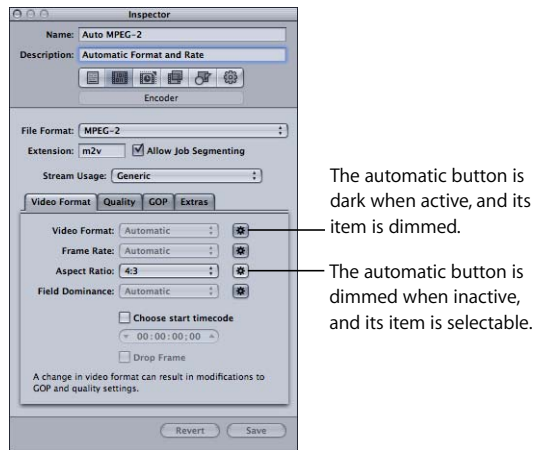 Inspector
Name: Auto MPEG-2
Description: Automatic Format and Rate
Encoder
File Format: MPEG-2
Extension: m2v Allow Job Segmenting
Stream Usage: Generic
Video Format Quality GOP Extras
Video Format: Automatic
Frame Rate: Automatic
Aspect Ratio: 4:3
Field Dominance: Automatic
Choose start timecode
00:00:00;00
Drop Frame
A change in video format can result in modifications to
GOP and quality settings.
Revert Save
The automatic button is
dark when active, and its
item is dimmed.
The automatic button is
dimmed when inactive,
and its item is selectable.